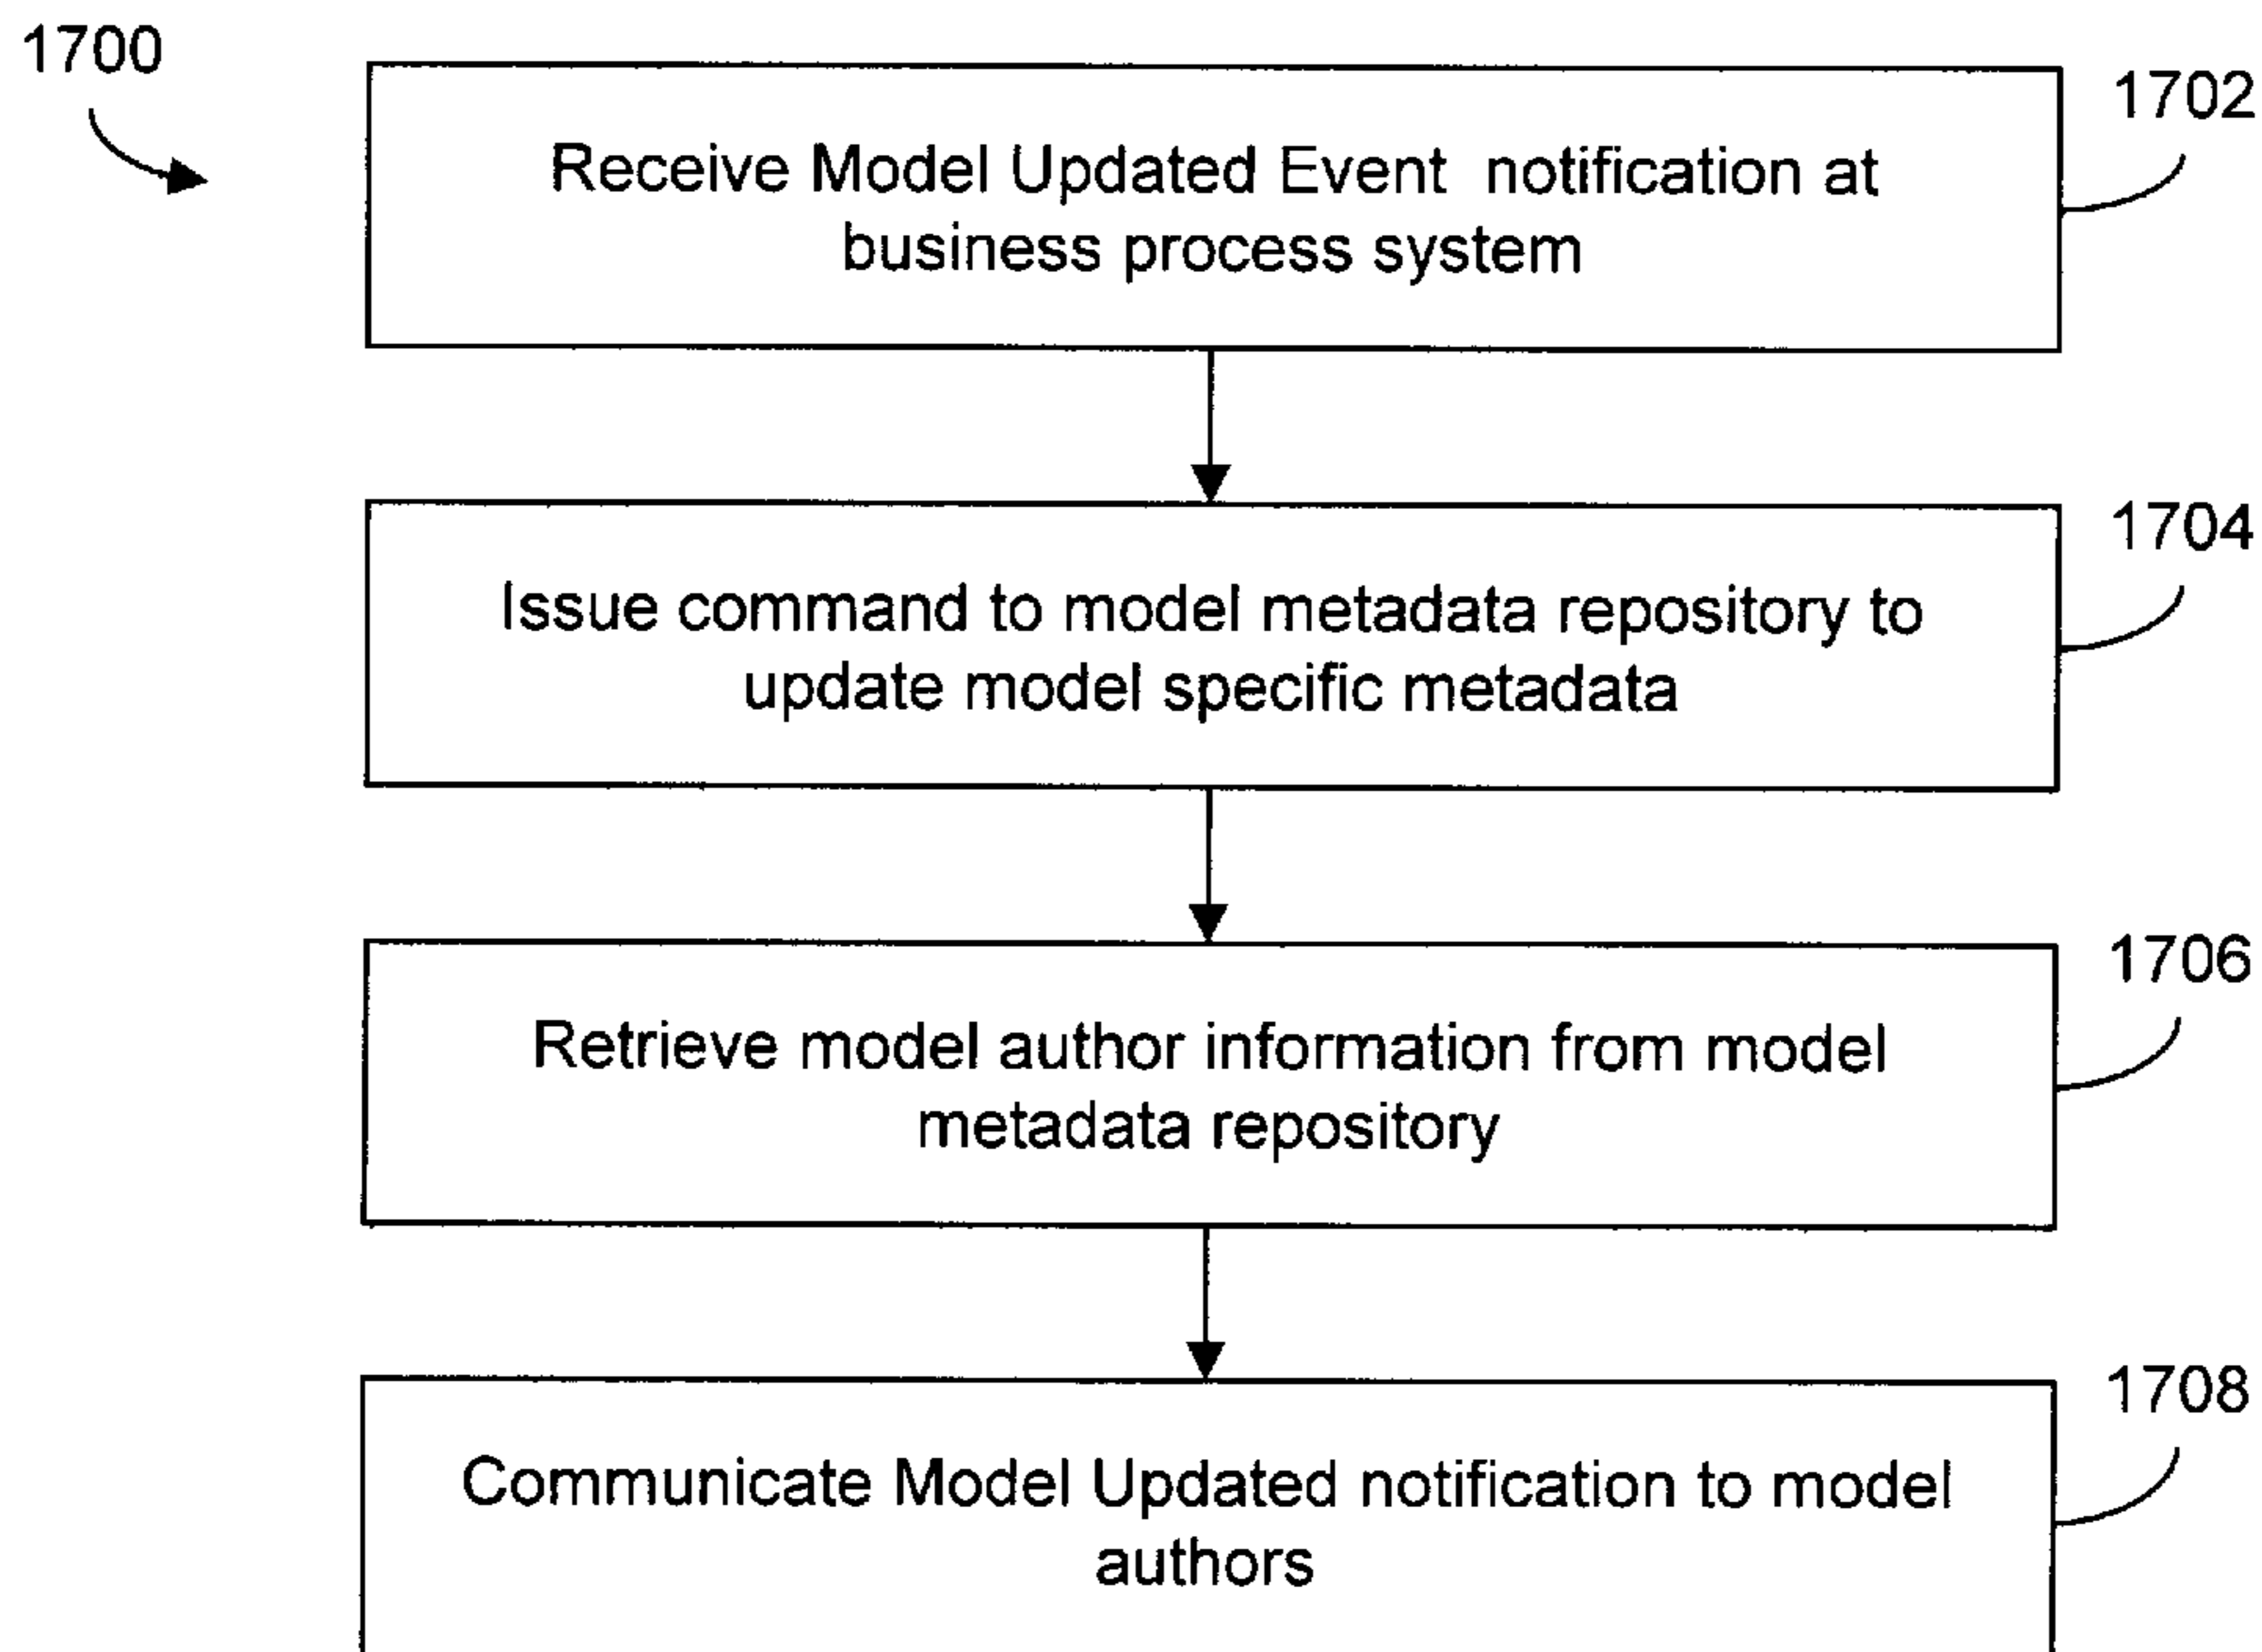 1700
1702
Receive Model Updated Event notification at
business process system
1704
Issue command to model metadata repository to
update model specific metadata
1706
Retrieve model author information from model
metadata repository
1708
Communicate Model Updated notification to model
authors